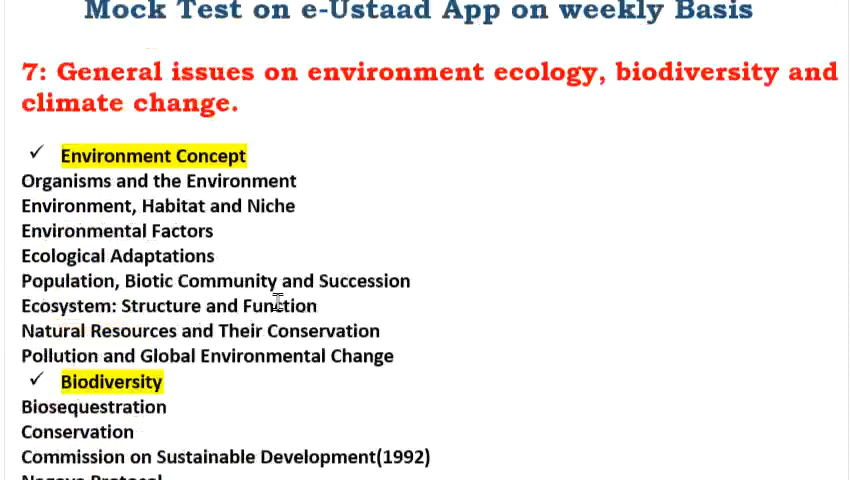 Mock Test on e-Ustaad App on weekly Basis
7: General issues on environment ecology, biodiversity and
climate change.
✓ Environment Concept
Organisms and the Environment
Environment, Habitat and Niche
Environmental Factors
Ecological Adaptations
Population, Biotic Community and Succession
Ecosystem: Structure and Function
Natural Resources and Their Conservation
Pollution and Global Environmental Change
✓ Biodiversity
Biosequestration
Conservation
Commission on Sustainable Development(1992)
Nagoya Protocol